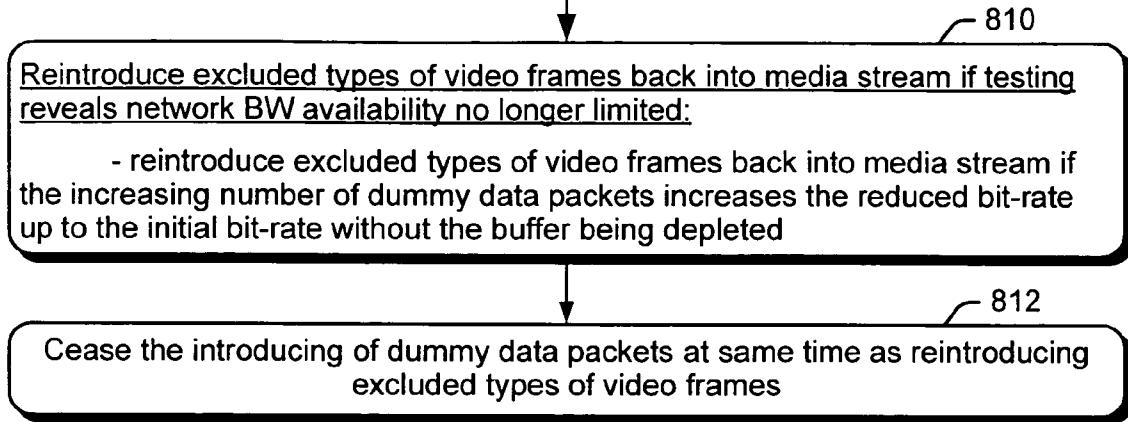 810
Reintroduce excluded types of video frames back into media stream if testing
reveals network BW availability no longer limited:
- reintroduce excluded types of video frames back into media stream if
the increasing number of dummy data packets increases the reduced bit-rate
up to the initial bit-rate without the buffer being depleted
812
Cease the introducing of dummy data packets at same time as reintroducing
excluded types of video frames